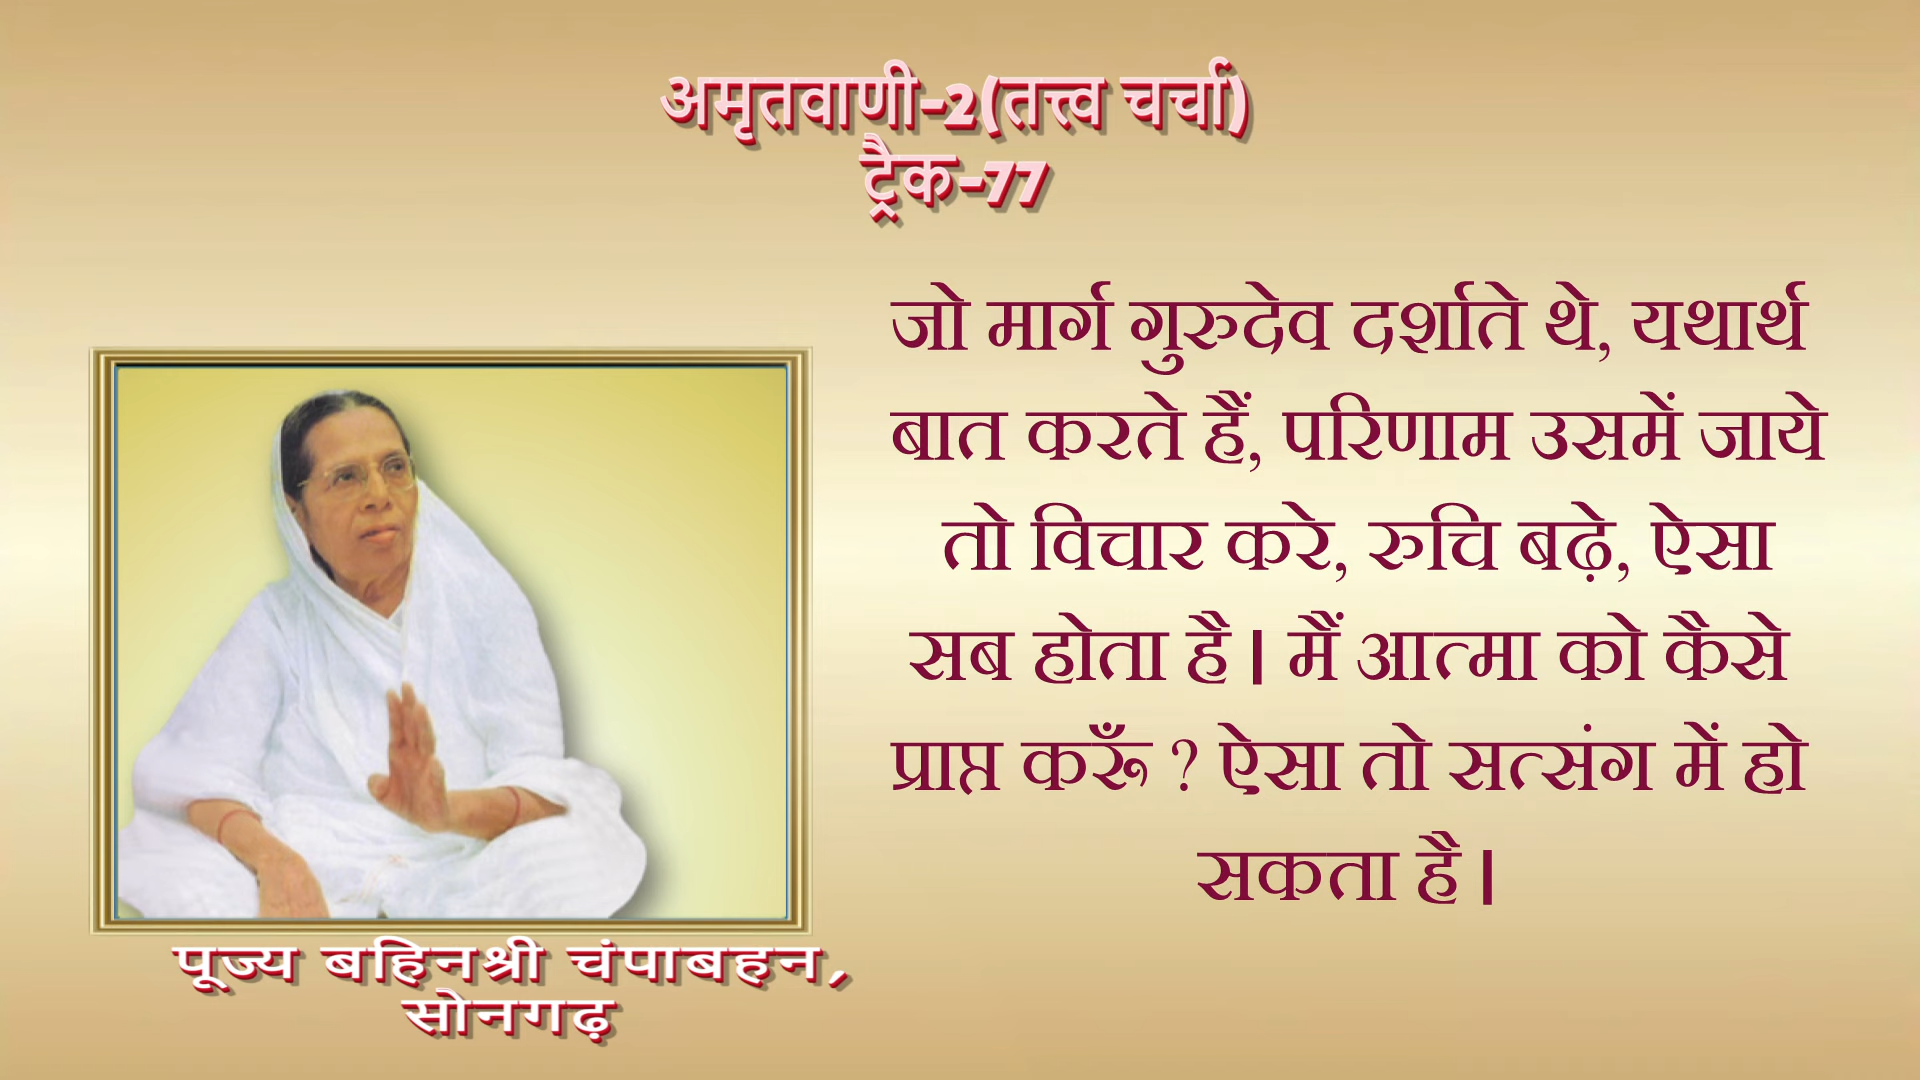 अमृतवाणी-2(तत्त्व चर्चा)
ट्रैक-77
जो मार्ग गुरुदेव दर्शाते थे, यथार्थ
बात करते हैं, परिणाम उसमें जाये
तो विचार करे, रुचि बढ़े, ऐसा
सब होता है। मैं आत्मा को कैसे
प्राप्त करूँ ? ऐसा तो सत्संग में हो
सकता है।
पूज्य बहिनश्री चंपाबहन,
सोनगढ़